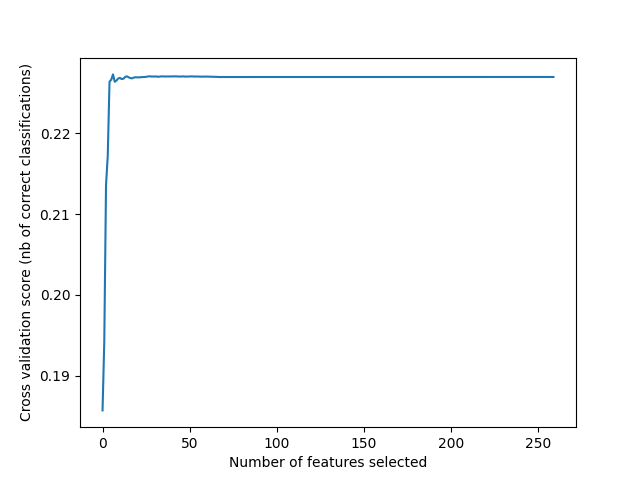 Cross validation score (nb of correct classifications)
0.22
0.21
0.20
0.19
0 50 100 150 200 250
Number of features selected